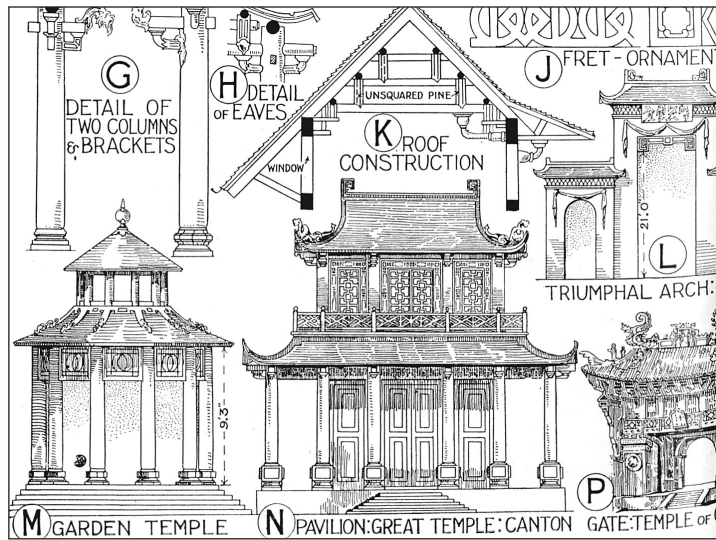 G
DETAIL OF
TWO COLUMNS
& BRACKETS
H DETAIL
OF EAVES
UNSQUARED PINE
K ROOF
CONSTRUCTION
WINDOW
J FRET-ORNAMENT
21'.0"
L
TRIUMPHAL ARCH:
9'.3"
M GARDEN TEMPLE
N PAVILION:GREAT TEMPLE:CANTON
P
GATE:TEMPLE OF